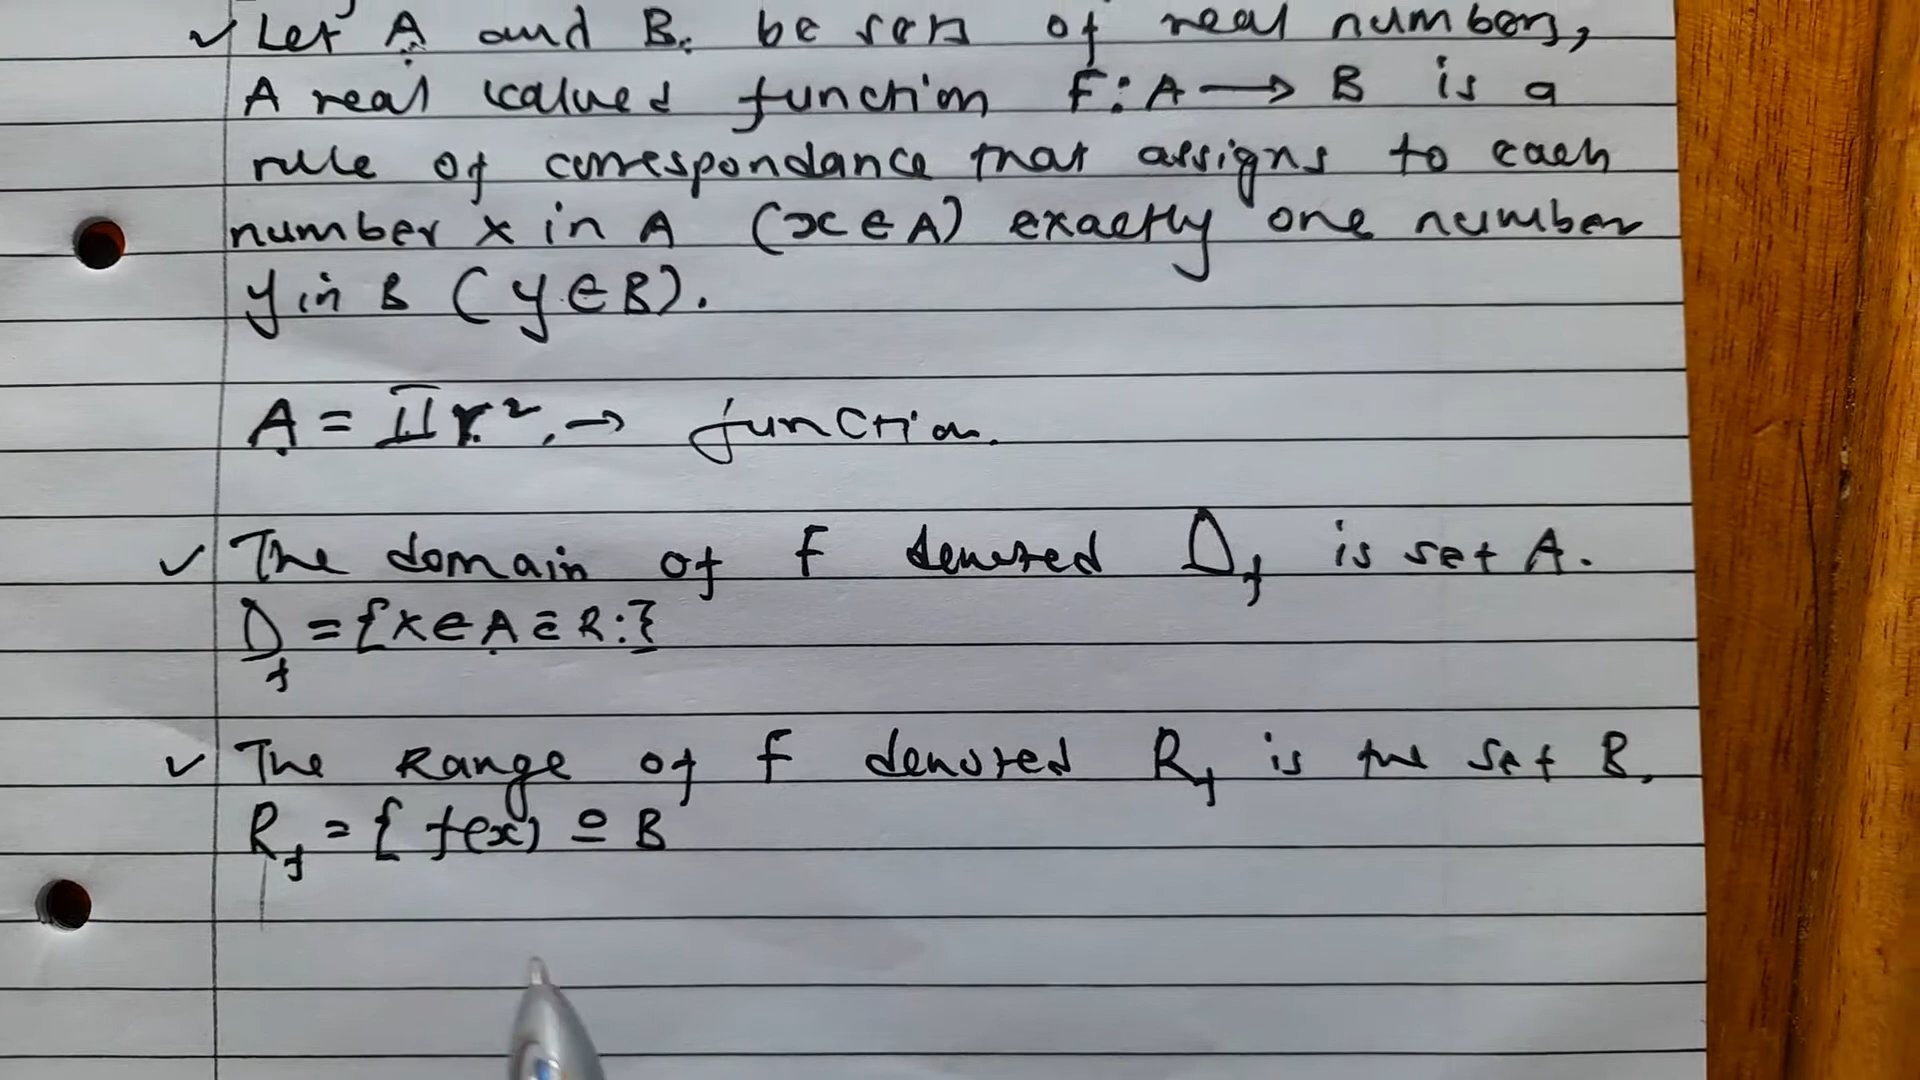 ✓ Let A and B. be sets of real numbers,
A real valued function F: A ⟶ B is a
rule of correspondance that assigns to each
number x in A (x ∈ A) exactly one number
y in B (y ∈ B).
A = πr². → function.
✓ The domain of F denoted D_f is set A.
D_f = {x ∈ A ∈ R:}
✓ The Range of F denoted R_f is the set B.
R_f = { f(x) B